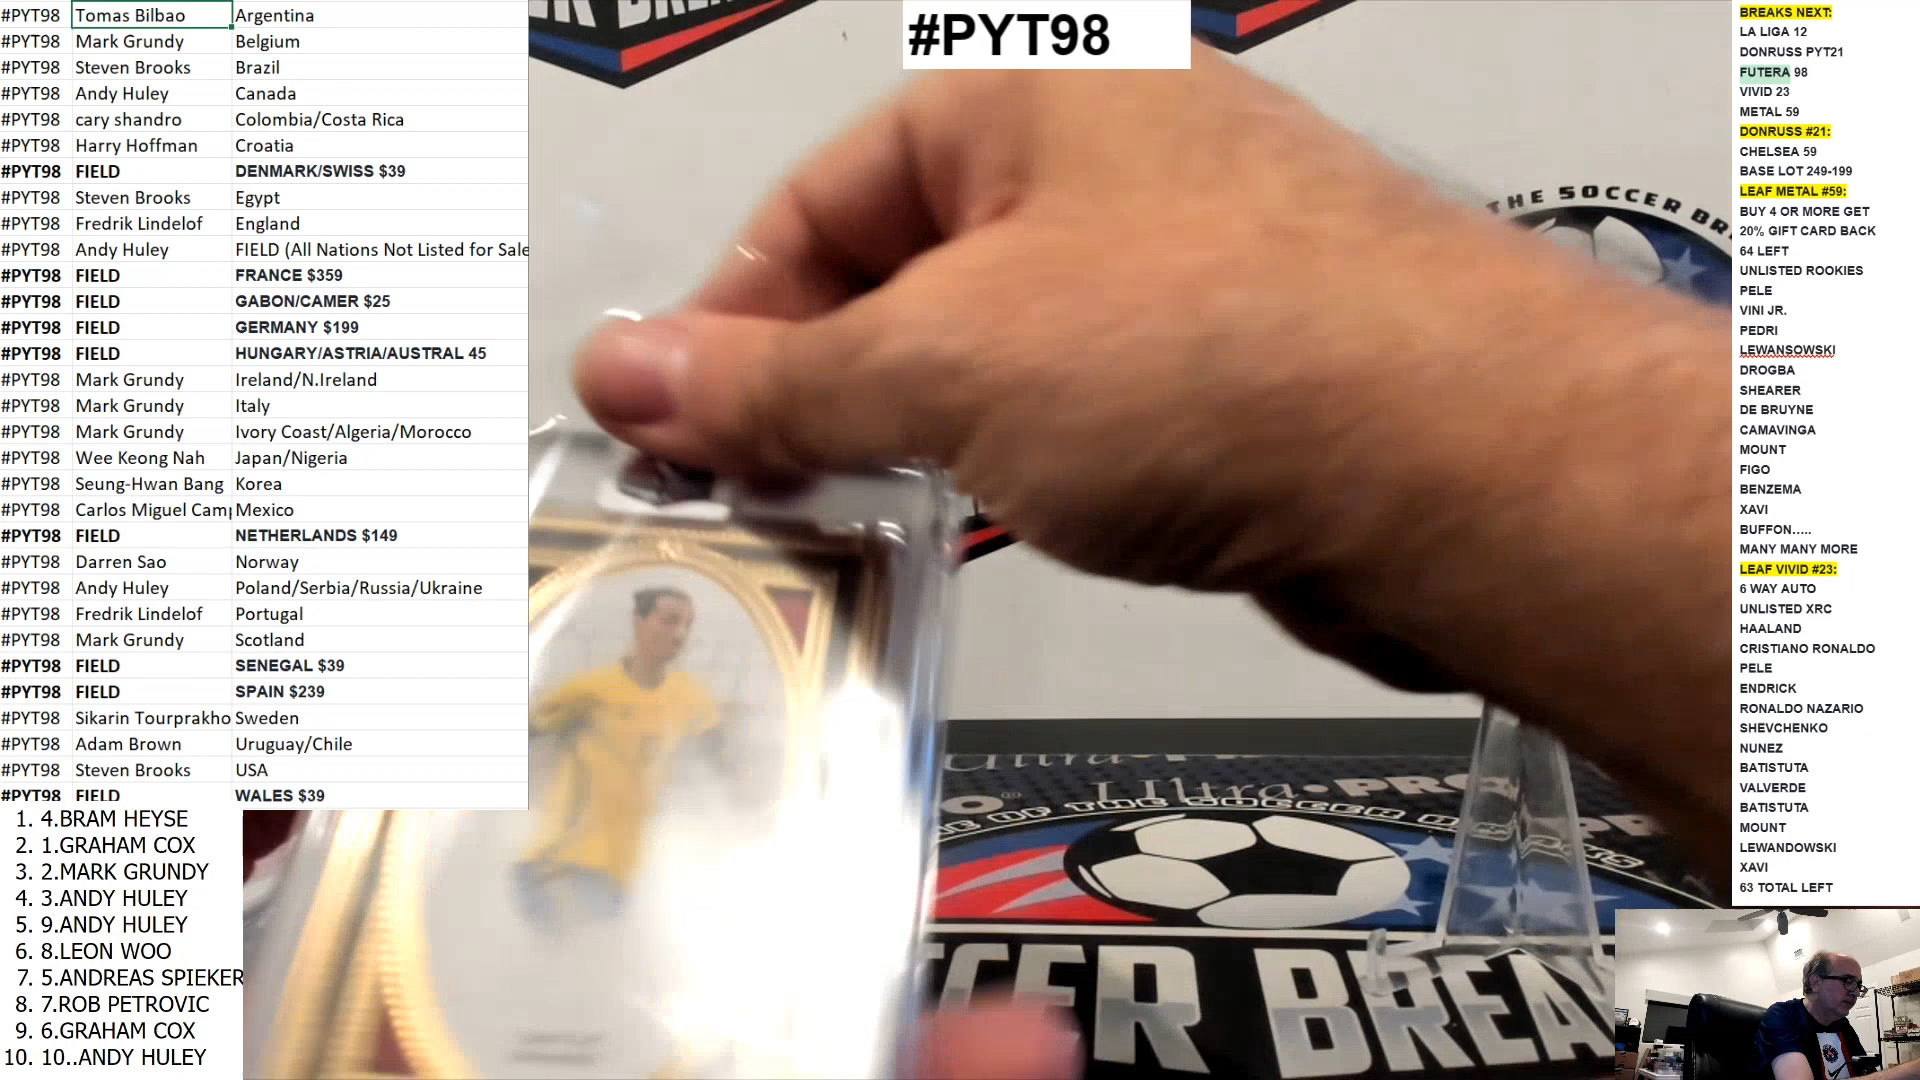 #PYT98 Tomas Bilbao Argentina
#PYT98 Mark Grundy Belgium
#PYT98 Steven Brooks Brazil
#PYT98 Andy Huley Canada
#PYT98 cary shandro Colombia/Costa Rica
#PYT98 Harry Hoffman Croatia
#PYT98 FIELD DENMARK/SWISS $39
#PYT98 Steven Brooks Egypt
#PYT98 Fredrik Lindelof England
#PYT98 Andy Huley FIELD (All Nations Not Listed for Sale
#PYT98 FIELD FRANCE $359
#PYT98 FIELD GABON/CAMER $25
#PYT98 FIELD GERMANY $199
#PYT98 FIELD HUNGARY/ASTRIA/AUSTRAL 45
#PYT98 Mark Grundy Ireland/N.Ireland
#PYT98 Mark Grundy Italy
#PYT98 Mark Grundy Ivory Coast/Algeria/Morocco
#PYT98 Wee Keong Nah Japan/Nigeria
#PYT98 Seung-Hwan Bang Korea
#PYT98 Carlos Miguel Cam Mexico
#PYT98 FIELD NETHERLANDS $149
#PYT98 Darren Sao Norway
#PYT98 Andy Huley Poland/Serbia/Russia/Ukraine
#PYT98 Fredrik Lindelof Portugal
#PYT98 Mark Grundy Scotland
#PYT98 FIELD SENEGAL $39
#PYT98 FIELD SPAIN $239
#PYT98 Sikarin Tourprakho Sweden
#PYT98 Adam Brown Uruguay/Chile
#PYT98 Steven Brooks USA
#PYT98 FIELD WALES $39
1. 4.BRAM HEYSE
2. 1.GRAHAM COX
3. 2.MARK GRUNDY
4. 3.ANDY HULEY
5. 9.ANDY HULEY
6. 8.LEON WOO
7. 5.ANDREAS SPIEKER
8. 7.ROB PETROVIC
9. 6.GRAHAM COX
10. 10..ANDY HULEY
#PYT98
THE SOCCER BR
Ultra PRO
OF THE SOCCER
CCER BREA
BREAKS NEXT:
LA LIGA 12
DONRUSS PYT21
FUTERA 98
VIVID 23
METAL 59
DONRUSS #21:
CHELSEA 59
BASE LOT 249-199
LEAF METAL #59:
BUY 4 OR MORE GET
20% GIFT CARD BACK
64 LEFT
UNLISTED ROOKIES
PELE
VINI JR.
PEDRI
LEWANSOWSKI
DROGBA
SHEARER
DE BRUYNE
CAMAVINGA
MOUNT
FIGO
BENZEMA
XAVI
BUFFON.....
MANY MANY MORE
LEAF VIVID #23:
6 WAY AUTO
UNLISTED XRC
HAALAND
CRISTIANO RONALDO
PELE
ENDRICK
RONALDO NAZARIO
SHEVCHENKO
NUNEZ
BATISTUTA
VALVERDE
BATISTUTA
MOUNT
LEWANDOWSKI
XAVI
63 TOTAL LEFT